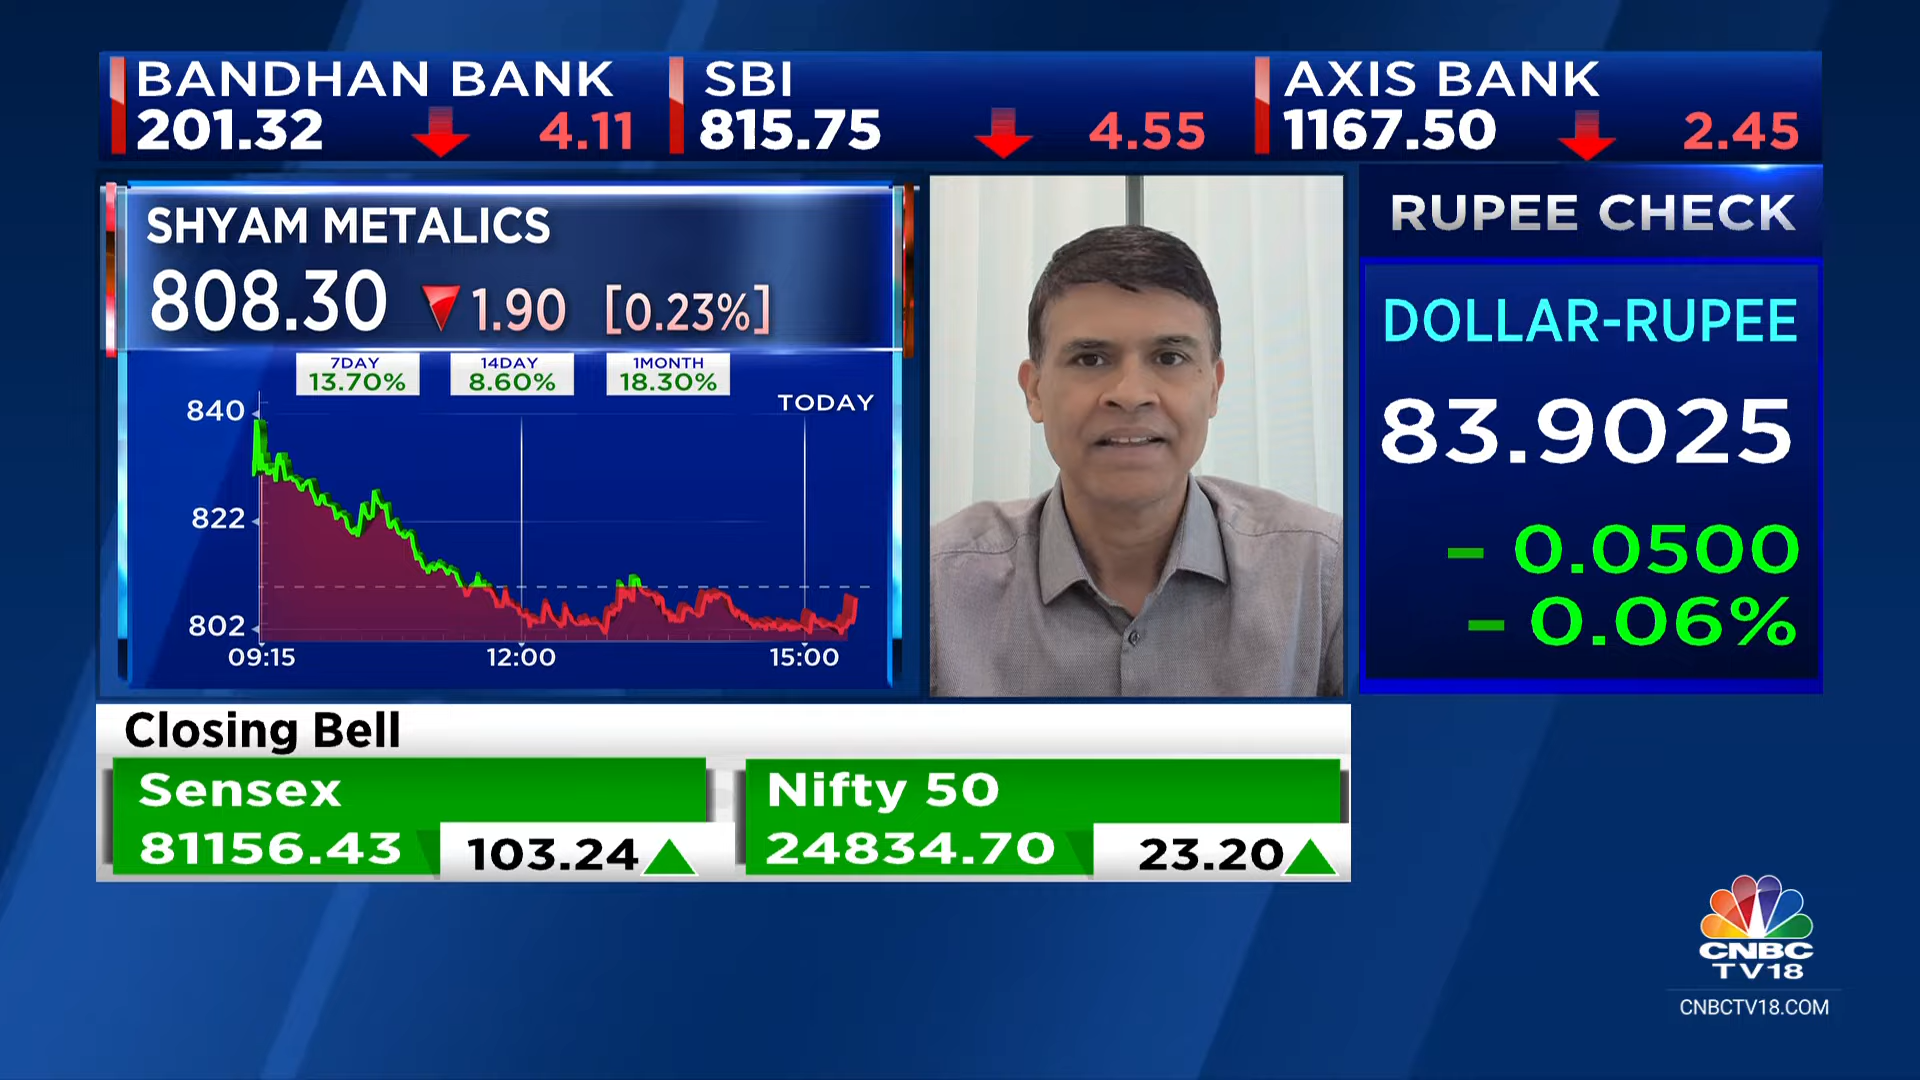 BANDHAN BANK
201.32 4.11
SBI
815.75 4.55
AXIS BANK
1167.50 2.45
SHYAM METALICS
808.30 1.90 [0.23%]
7DAY
13.70%
14DAY
8.60%
1MONTH
18.30%
TODAY
840
822
802
09:15 12:00 15:00
RUPEE CHECK
DOLLAR-RUPEE
83.9025
- 0.0500
- 0.06%
Closing Bell
Sensex
81156.43 103.24
Nifty 50
24834.70 23.20
CNBC
TV18
CNBCTV18.COM